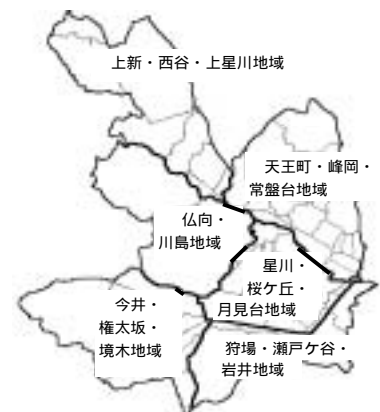 上新・西谷・上星川地域
天王町・峰岡・
常盤台地域
仏向・
川島地域
星川・
桜ケ丘・
月見台地域
今井・
権太坂・
境木地域
狩場・瀬戸ケ谷・
岩井地域